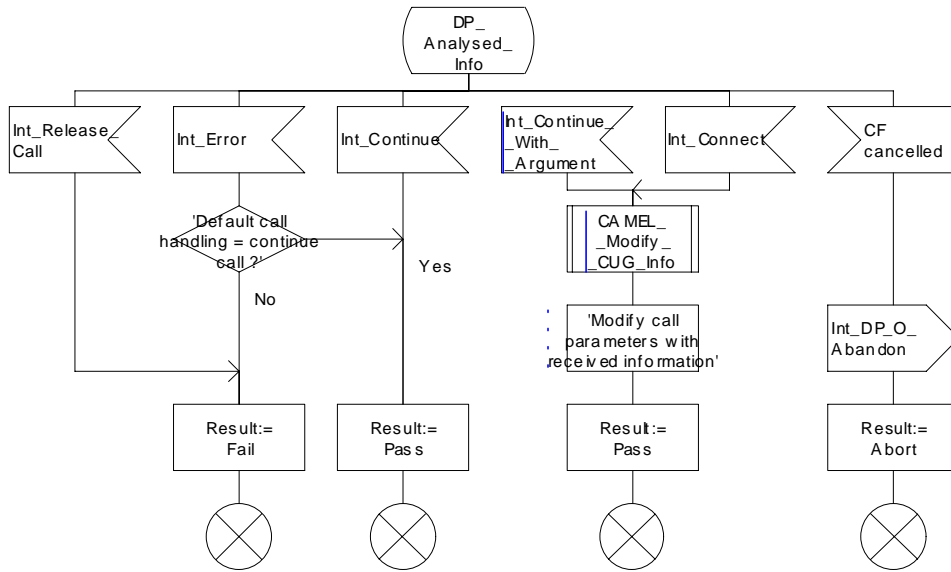 DP_
Analysed_
Info
Int_Release_
Call
Int_Error
Int_Continue
Int_Continue_
_With_
_Argument
Int_Connect
CF
cancelled
'Default call
handling = continue
call ?'
Yes
No
CAMEL_
_Modify_
_CUG_Info
'Modify call
parameters with
received information'
Int_DP_O_
Abandon
Result:=
Fail
Result:=
Pass
Result:=
Pass
Result:=
Abort